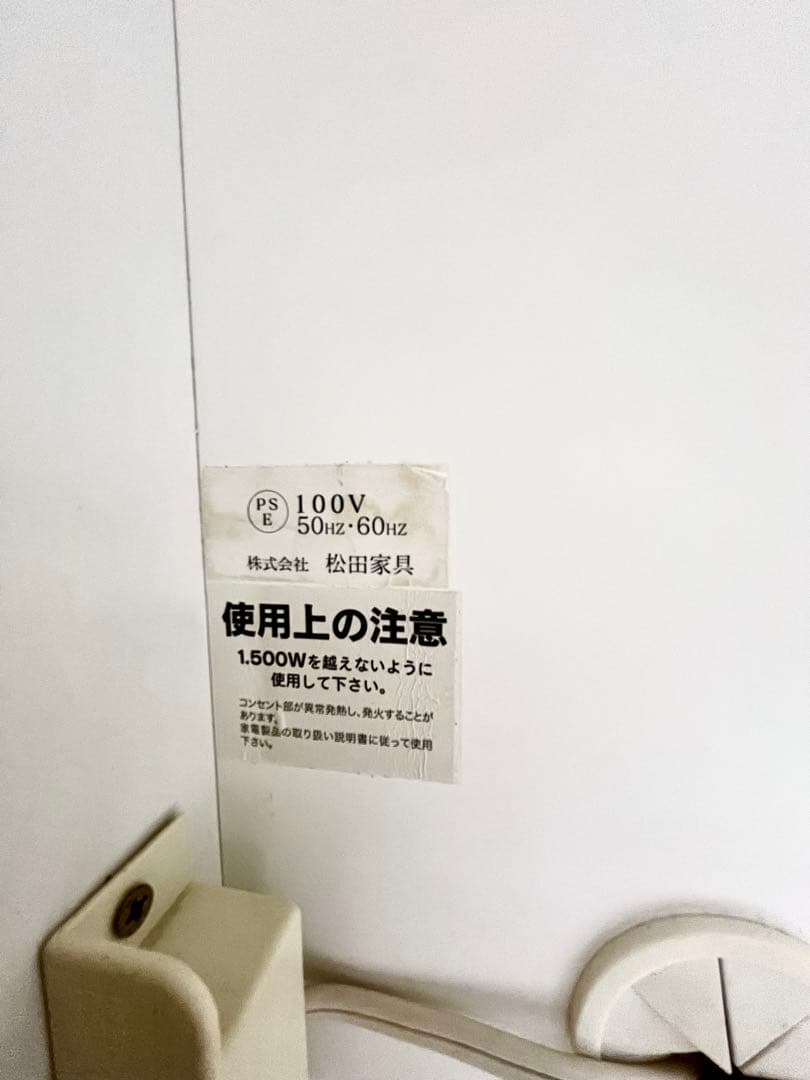 PS
E
100V
50HZ・60HZ
株式会社 松田家具
使用上の注意
1.500Wを越えないように
使用して下さい。
コンセント部が異常発熱し、発火することが
あります。
家電製品の取り扱い説明書に従って使用
下さい。